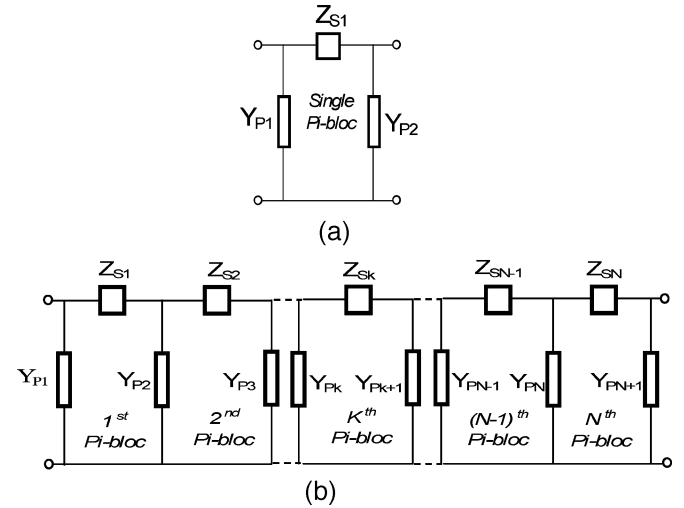 Z_S1
Y_P1
Single
Pi-bloc
Y_P2
(a)
Z_S1 Z_S2 Z_Sk Z_SN-1 Z_SN
Y_P1 Y_P2 Y_P3 Y_Pk Y_Pk+1 Y_PN-1 Y_PN Y_PN+1
1^st 2^nd K^th (N-1)^th N^th
Pi-bloc Pi-bloc Pi-bloc Pi-bloc Pi-bloc
(b)